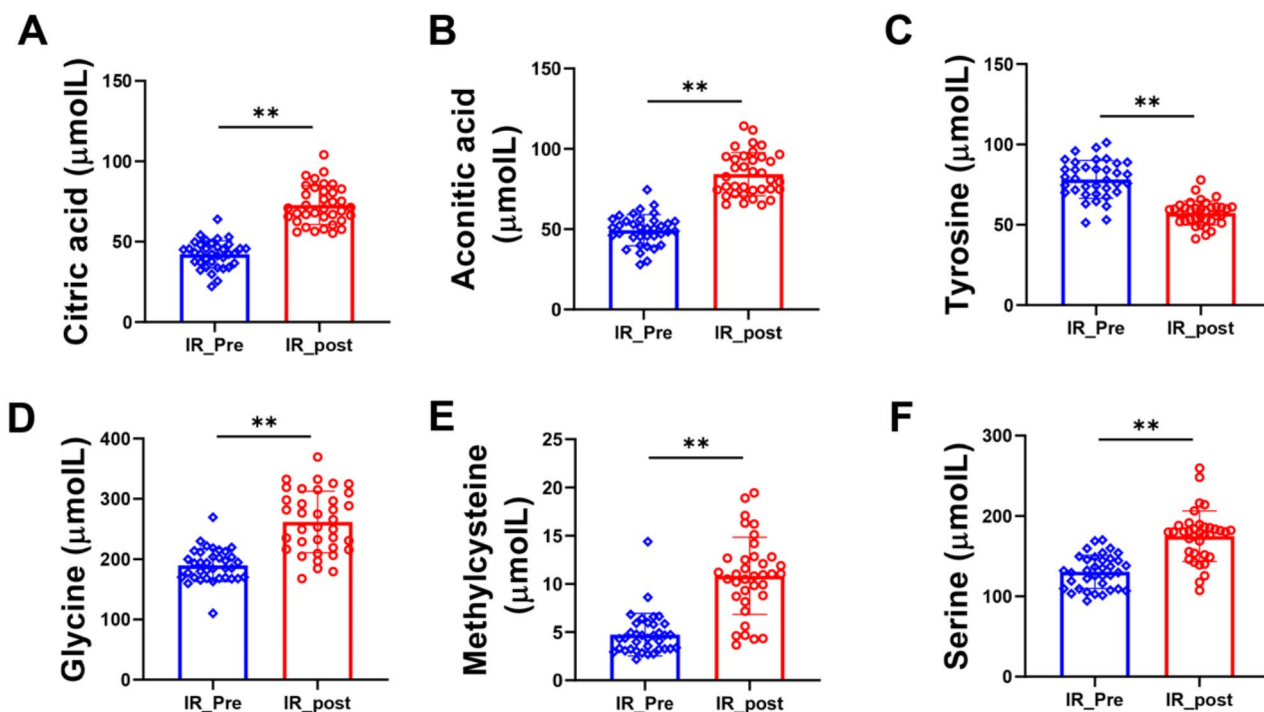 A
Citric acid (μmolL)
150
100
50
0
**
IR_Pre
IR_post
B
Aconitic acid
(μmolL)
150
100
50
0
**
IR_Pre
IR_post
C
Tyrosine (μmolL)
150
100
50
0
**
IR_Pre
IR_post
D
Glycine (μmolL)
400
300
200
100
0
**
IR_Pre
IR_post
E
Methylcysteine
(μmolL)
25
20
15
10
5
0
**
IR_Pre
IR_post
F
Serine (μmolL)
300
200
100
0
**
IR_Pre
IR_post